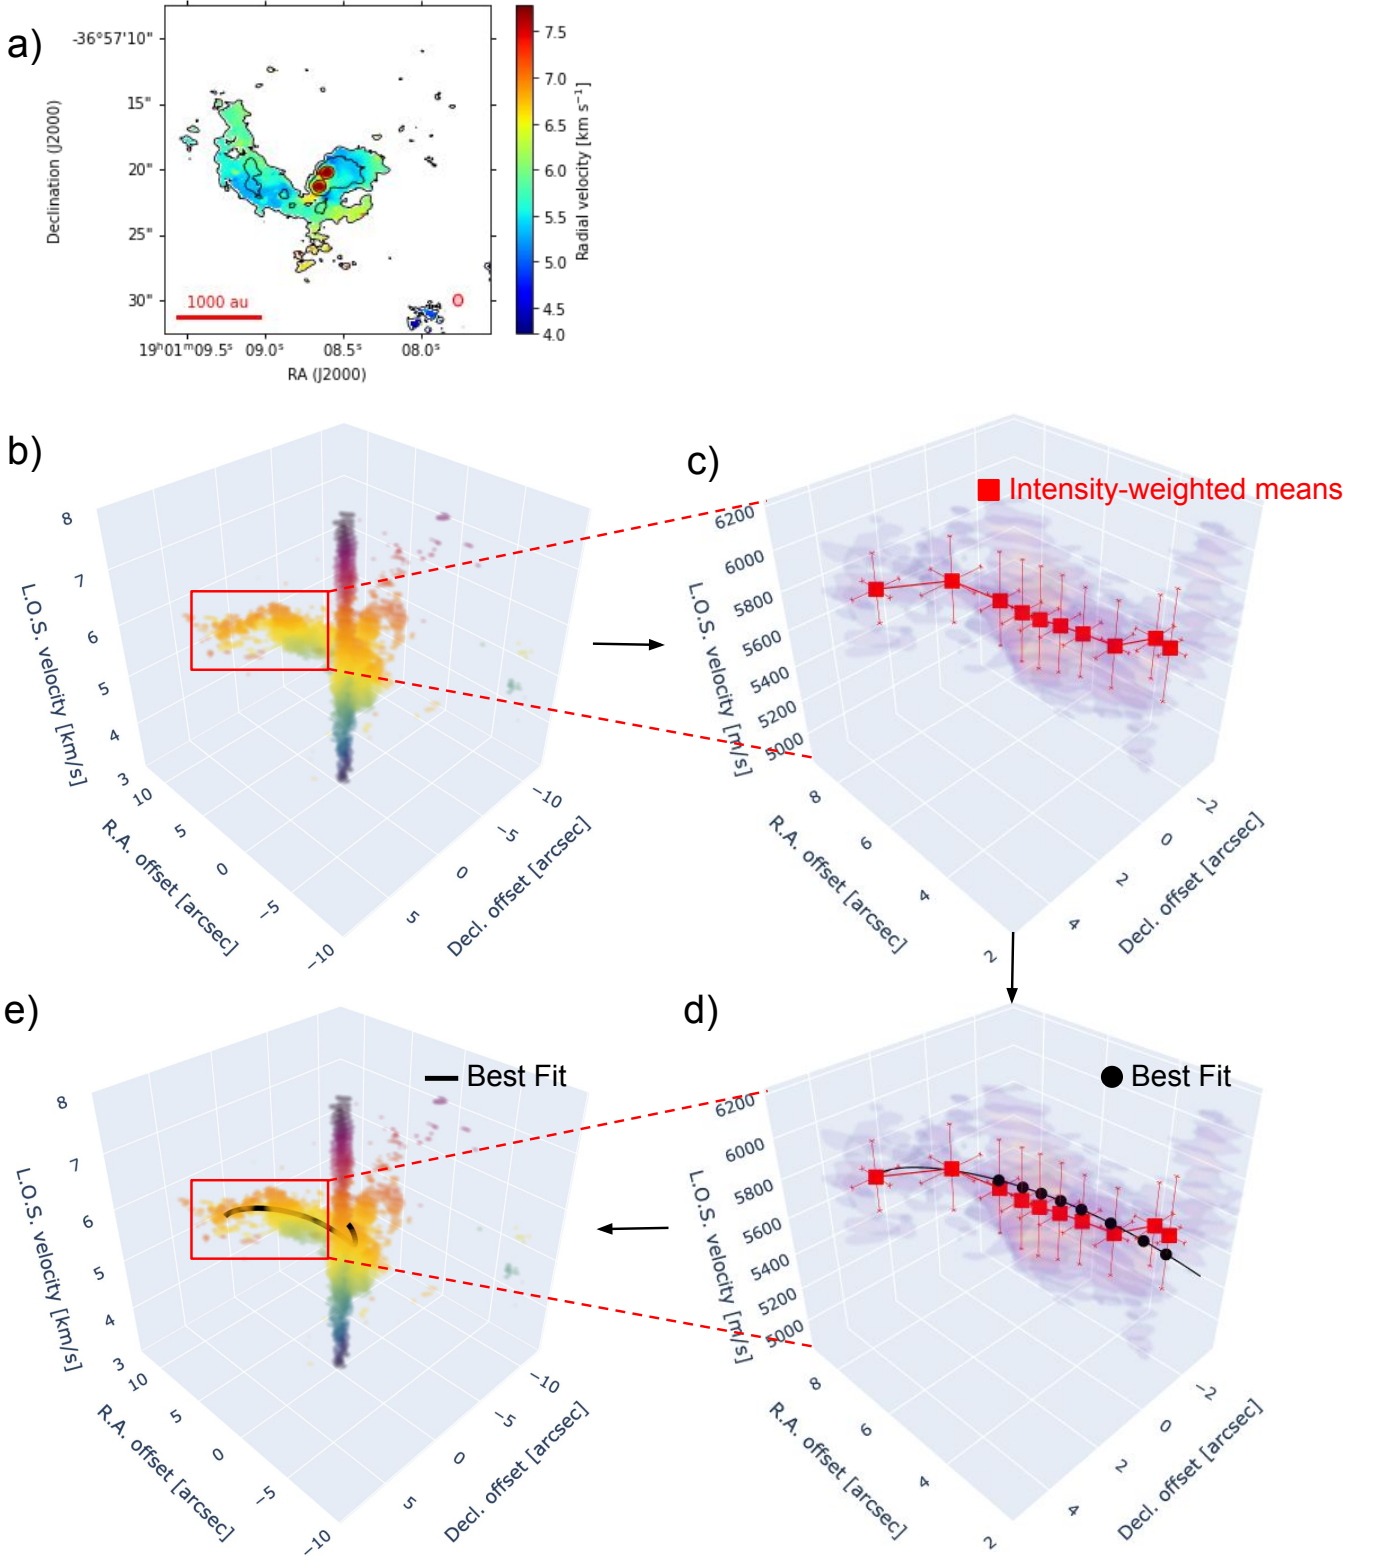 a)
-36°57'10"
15"
20"
25"
30"
Declination (J2000)
1000 au
19ʰ01ᵐ09.5ˢ 09.0ˢ 08.5ˢ 08.0ˢ
RA (J2000)
7.5
7.0
6.5
6.0
5.5
5.0
4.5
4.0
Radial velocity [km s⁻¹]
b)
8
7
6
5
4
3
L.O.S. velocity [km/s]
10
5
0
−5
−10
R.A. offset [arcsec]
−10
−5
0
5
Decl. offset [arcsec]
c)
Intensity-weighted means
6200
6000
5800
5600
5400
5200
5000
L.O.S. velocity [m/s]
8
6
4
2
R.A. offset [arcsec]
−2
0
2
4
Decl. offset [arcsec]
e)
Best Fit
8
7
6
5
4
3
L.O.S. velocity [km/s]
10
5
0
−5
−10
R.A. offset [arcsec]
−10
−5
0
5
Decl. offset [arcsec]
d)
Best Fit
6200
6000
5800
5600
5400
5200
5000
L.O.S. velocity [m/s]
8
6
4
2
R.A. offset [arcsec]
−2
0
2
4
Decl. offset [arcsec]